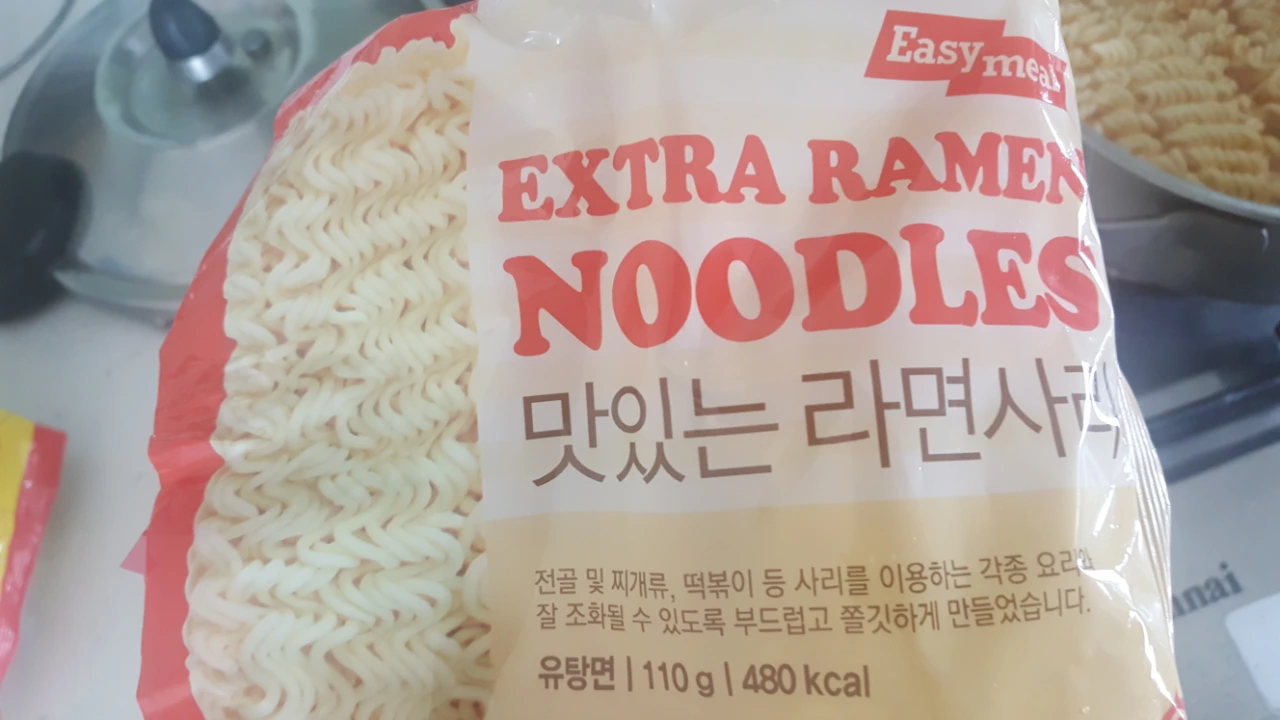 Easy meal
EXTRA RAMEN
NOODLES
맛있는 라면사리
전골 및 찌개류, 떡볶이 등 사리를 이용하는 각종 요리와
잘 조화될 수 있도록 부드럽고 쫄깃하게 만들었습니다.
유탕면 | 110 g | 480 kcal